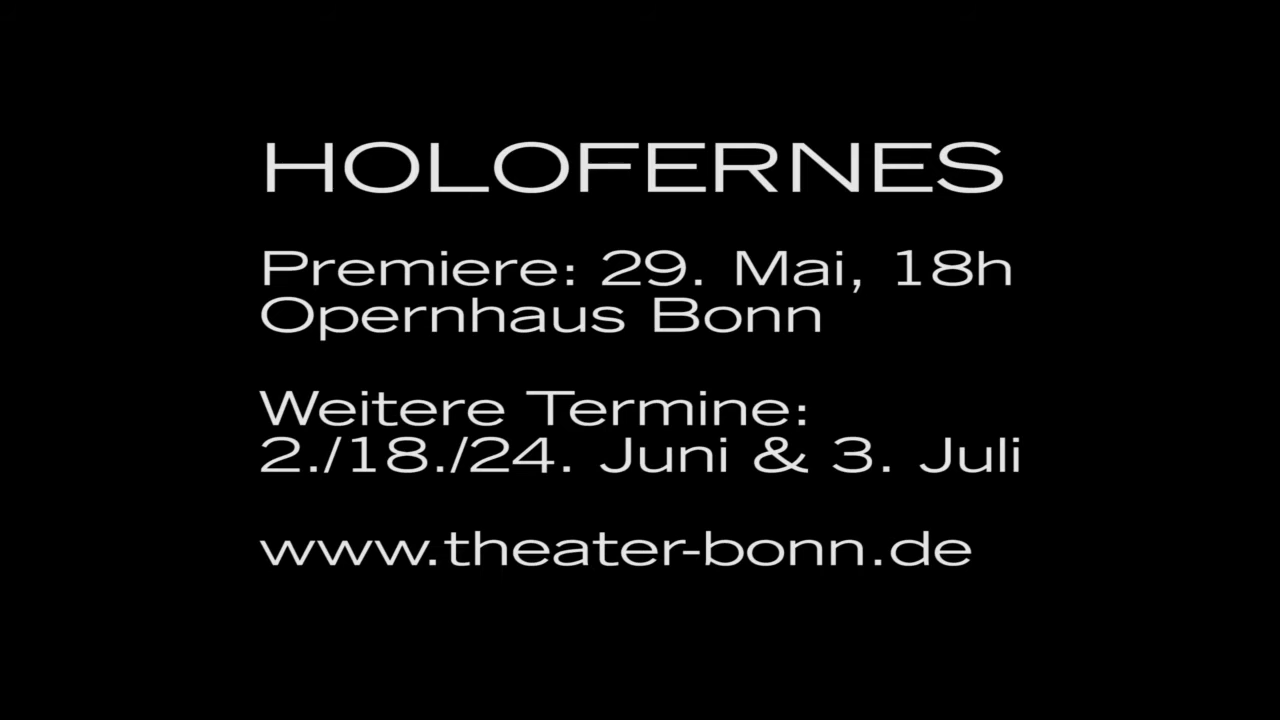 HOLOFERNES
Premiere: 29. Mai, 18h
Opernhaus Bonn
Weitere Termine:
2./18./24. Juni & 3. Juli
www.theater-bonn.de